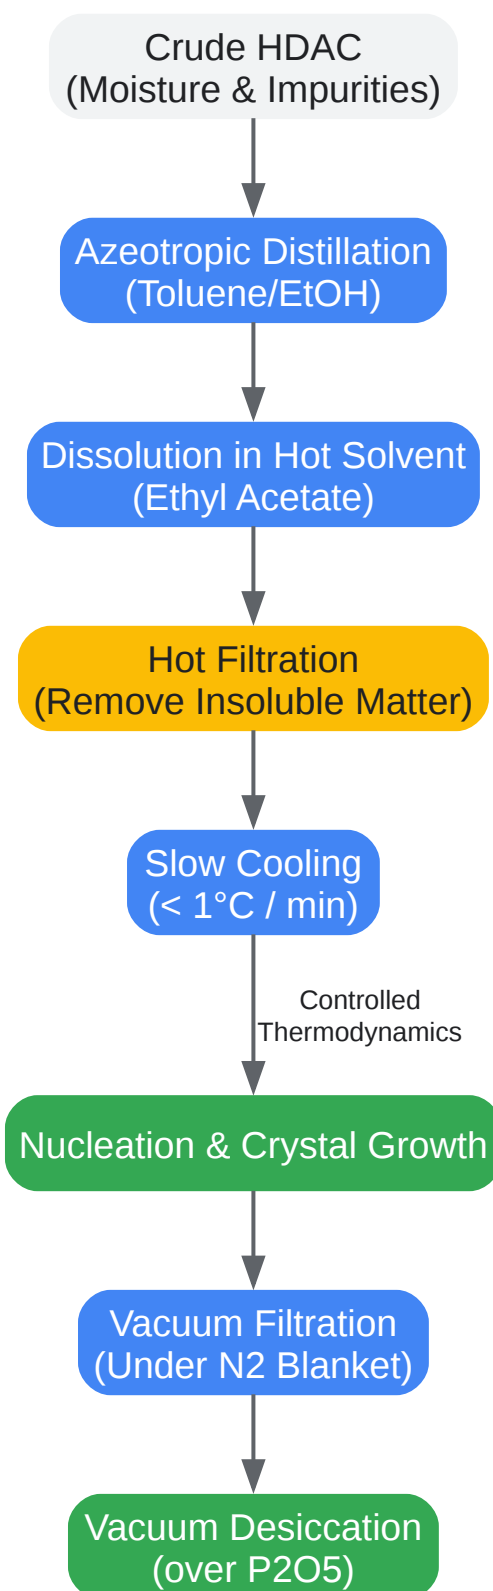 Crude HDAC
(Moisture & Impurities)
Azeotropic Distillation
(Toluene/EtOH)
Dissolution in Hot Solvent
(Ethyl Acetate)
Hot Filtration
(Remove Insoluble Matter)
Slow Cooling
(< 1°C / min)
Controlled
Thermodynamics
Nucleation & Crystal Growth
Vacuum Filtration
(Under N2 Blanket)
Vacuum Desiccation
(over P2O5)